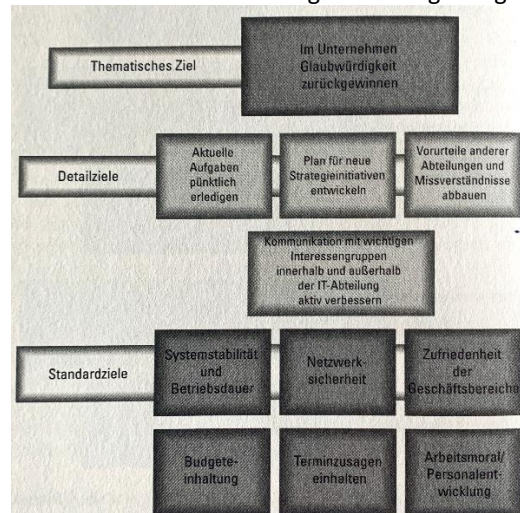 Thematisches Ziel
Im Unternehmen
Glaubwürdigkeit
zurückgewinnen
Detailziele
Aktuelle
Aufgaben
pünktlich
erledigen
Plan für neue
Strategieinitiativen
entwickeln
Vorurteile anderer
Abteilungen und
Missverständnisse
abbauen
Kommunikation mit wichtigen
Interessengruppen
innerhalb und außerhalb
der IT-Abteilung
aktiv verbessern
Standardziele
Systemstabilität
und
Betriebsdauer
Netzwerk-
sicherheit
Zufriedenheit
der
Geschäftsbereiche
Budgete-
inhaltung
Terminzusagen
einhalten
Arbeitsmoral/
Personalent-
wicklung